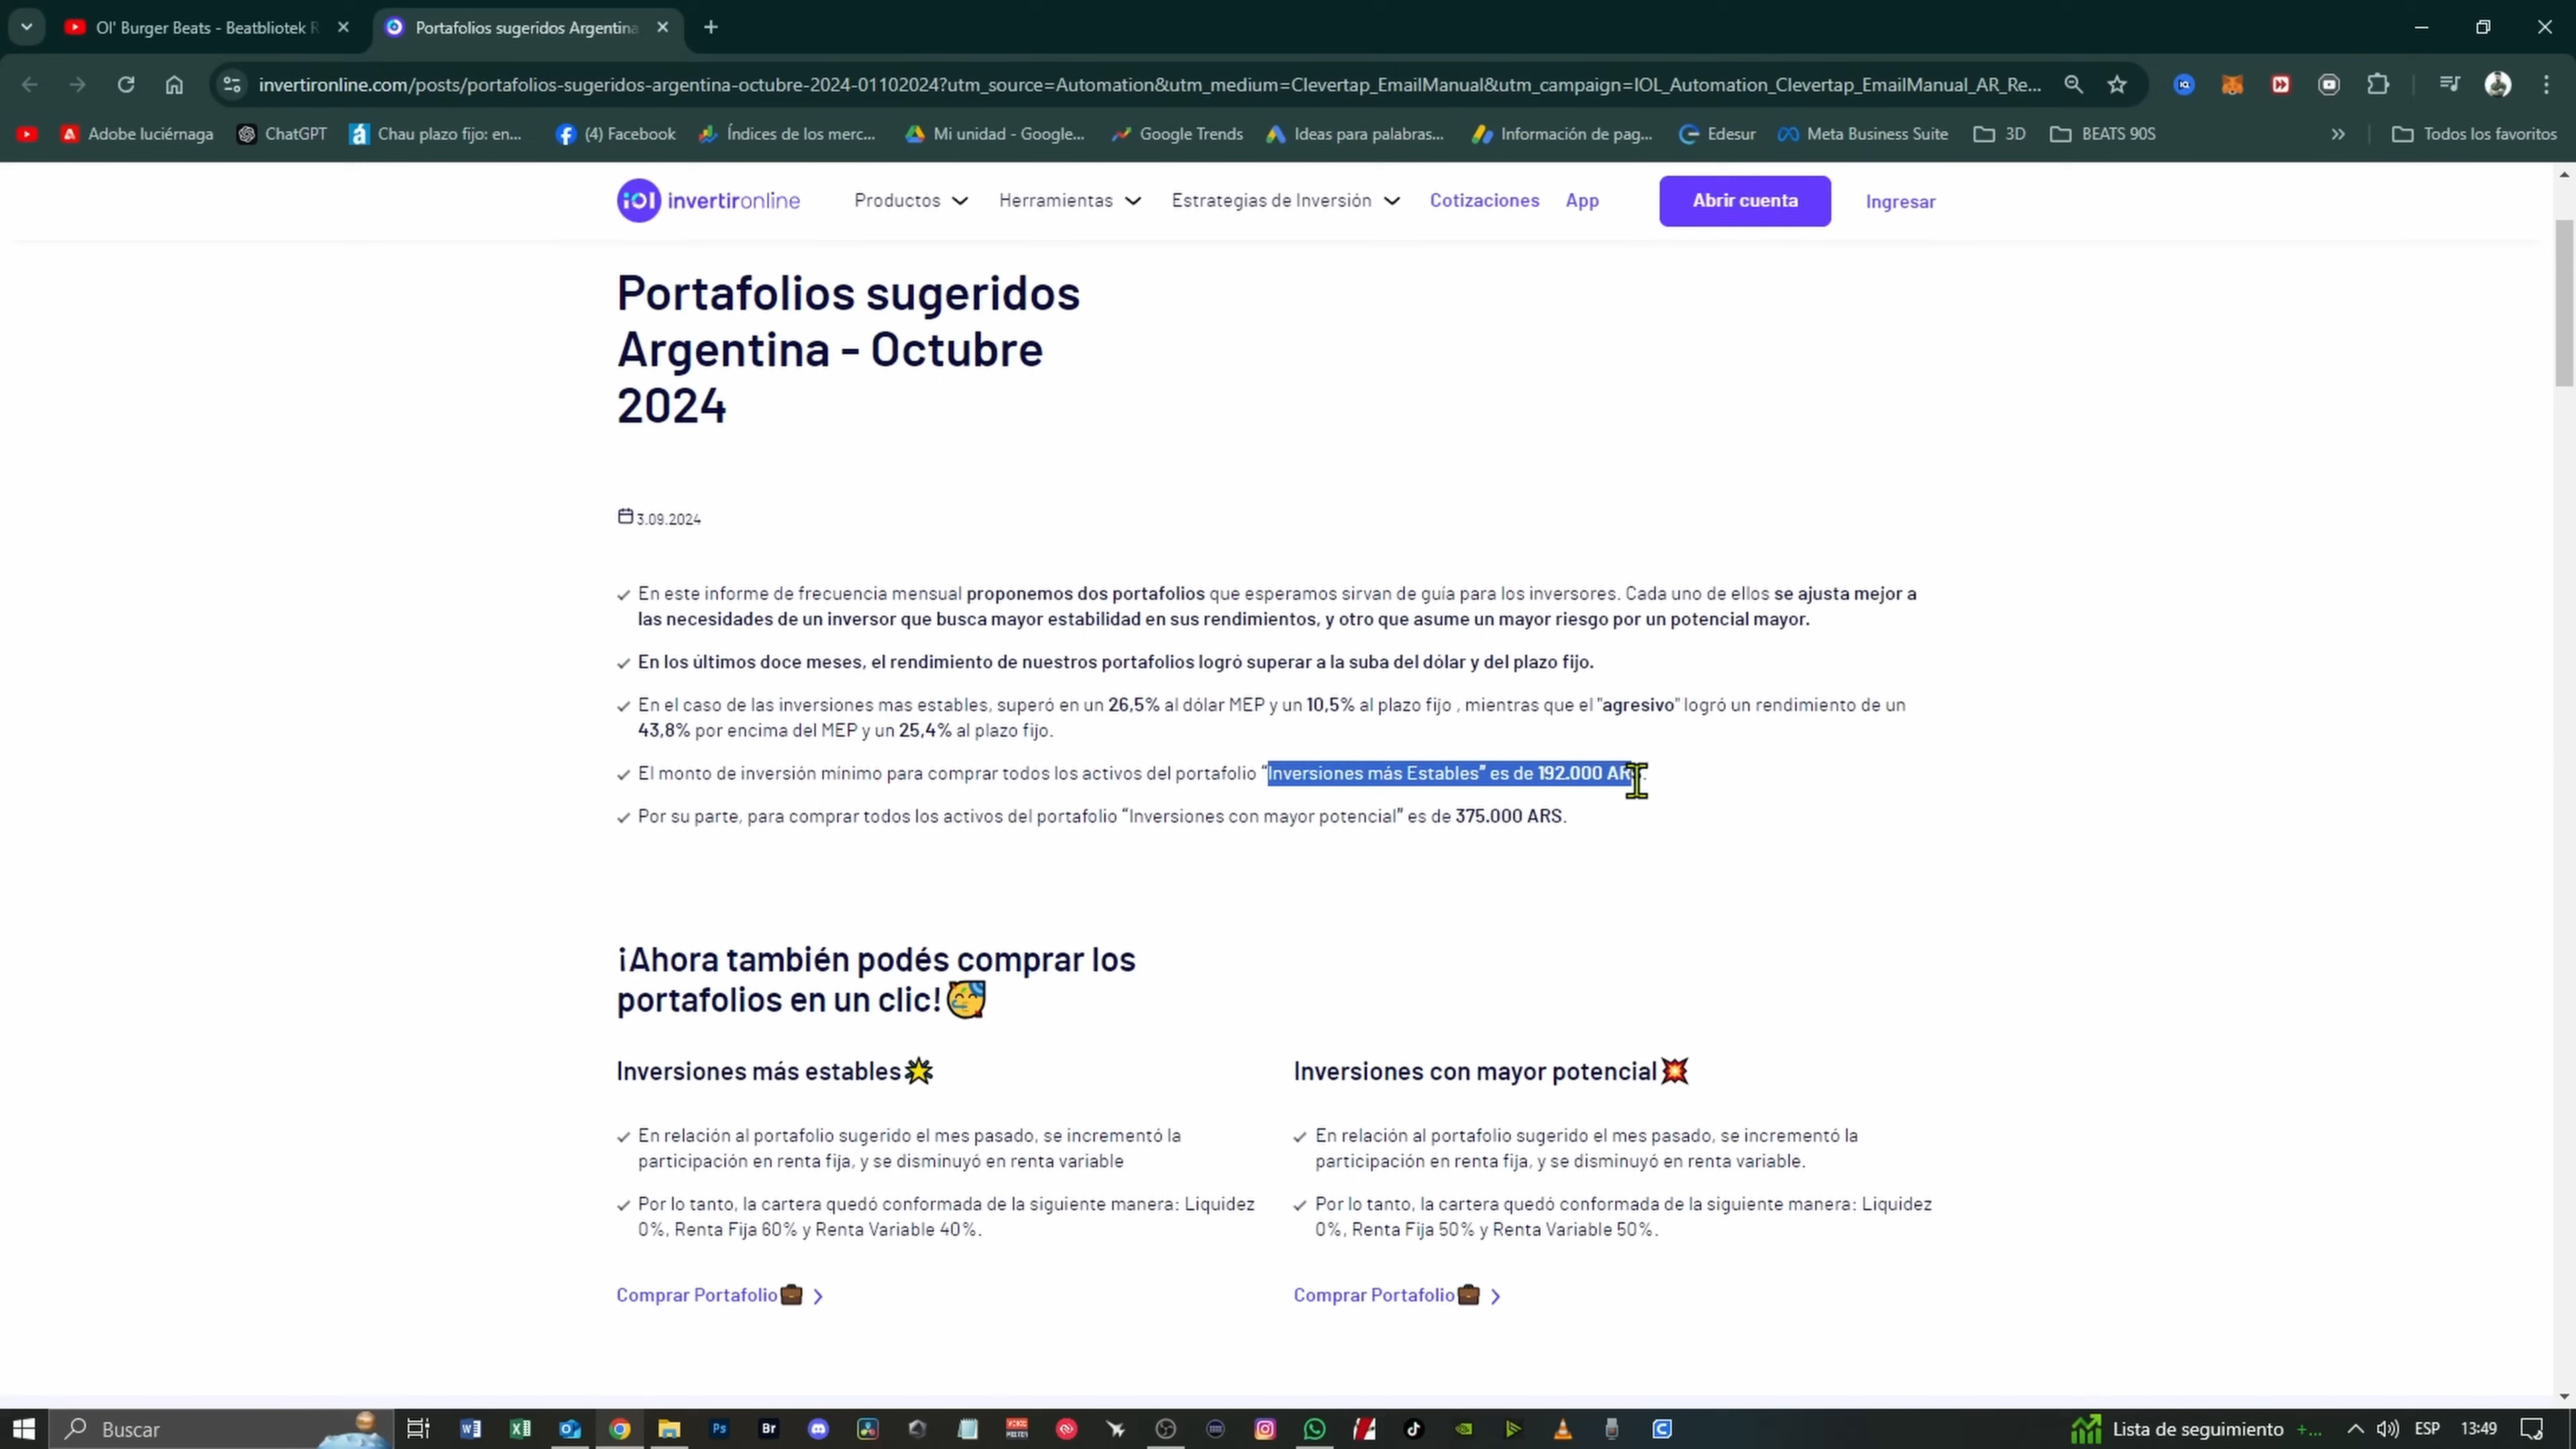 Ol' Burger Beats - Beatbliotek
Portafolios sugeridos Argentina
invertironline.com/posts/portafolios-sugeridos-argentina-octubre-2024-01102024?utm_source=Automation&utm_medium=Clevertap_EmailManual&utm_campaign=IOL_Automation_Clevertap_EmailManual_AR_Re...
Adobe luciérnaga
ChatGPT
Chau plazo fijo: en...
(4) Facebook
Índices de los merc...
Mi unidad - Google...
Google Trends
Ideas para palabras...
Información de pag...
Edesur
Meta Business Suite
3D
BEATS 90S
Todos los favoritos
iOl invertironline
Productos
Herramientas
Estrategias de Inversión
Cotizaciones
App
Abrir cuenta
Ingresar
Portafolios sugeridos
Argentina - Octubre
2024
3.09.2024
En este informe de frecuencia mensual proponemos dos portafolios que esperamos sirvan de guía para los inversores. Cada uno de ellos se ajusta mejor a
las necesidades de un inversor que busca mayor estabilidad en sus rendimientos, y otro que asume un mayor riesgo por un potencial mayor.
En los últimos doce meses, el rendimiento de nuestros portafolios logró superar a la suba del dólar y del plazo fijo.
En el caso de las inversiones mas estables, superó en un 26,5% al dólar MEP y un 10,5% al plazo fijo , mientras que el "agresivo" logró un rendimiento de un
43,8% por encima del MEP y un 25,4% al plazo fijo.
El monto de inversión mínimo para comprar todos los activos del portafolio “Inversiones más Estables” es de 192.000 ARS.
Por su parte, para comprar todos los activos del portafolio “Inversiones con mayor potencial” es de 375.000 ARS.
¡Ahora también podés comprar los
portafolios en un clic!🥳
Inversiones más estables🌟
En relación al portafolio sugerido el mes pasado, se incrementó la
participación en renta fija, y se disminuyó en renta variable
Por lo tanto, la cartera quedó conformada de la siguiente manera: Liquidez
0%, Renta Fija 60% y Renta Variable 40%.
Comprar Portafolio💼
Inversiones con mayor potencial💥
En relación al portafolio sugerido el mes pasado, se incrementó la
participación en renta fija, y se disminuyó en renta variable.
Por lo tanto, la cartera quedó conformada de la siguiente manera: Liquidez
0%, Renta Fija 50% y Renta Variable 50%.
Comprar Portafolio💼
Buscar
Ps
Br
Lista de seguimiento
+...
ESP
13:49